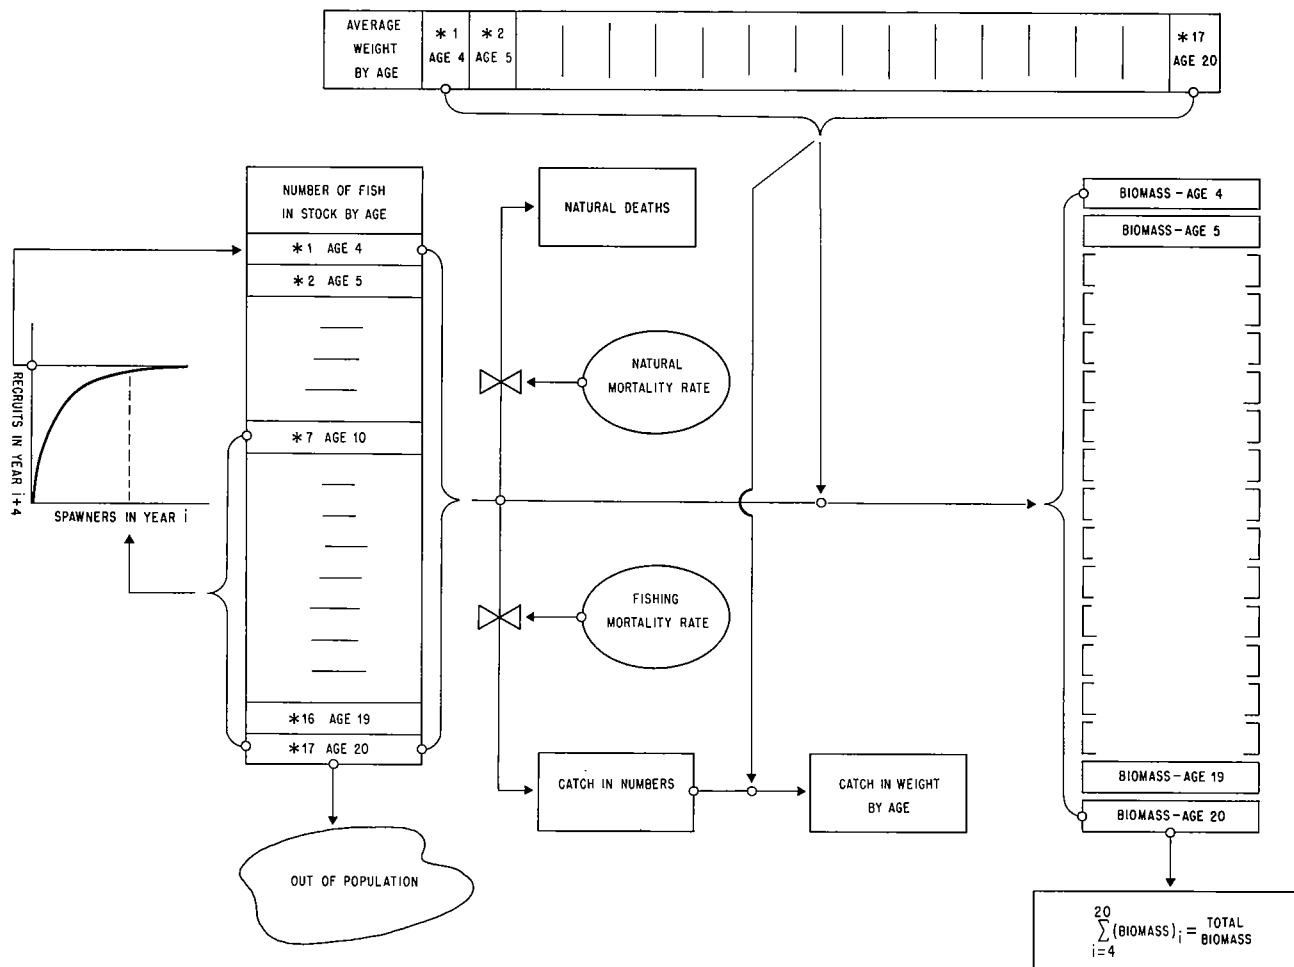 AVERAGE
WEIGHT
BY AGE
*1
AGE 4
*2
AGE 5
*17
AGE 20
NUMBER OF FISH
IN STOCK BY AGE
*1 AGE 4
*2 AGE 5
*7 AGE 10
*16 AGE 19
*17 AGE 20
RECRUITS IN YEAR i+4
SPAWNERS IN YEAR i
OUT OF POPULATION
NATURAL DEATHS
NATURAL
MORTALITY RATE
FISHING
MORTALITY RATE
CATCH IN NUMBERS
CATCH IN WEIGHT
BY AGE
BIOMASS-AGE 4
BIOMASS-AGE 5
BIOMASS-AGE 19
BIOMASS-AGE 20
20
∑(BIOMASS)i = TOTAL BIOMASS
i=4